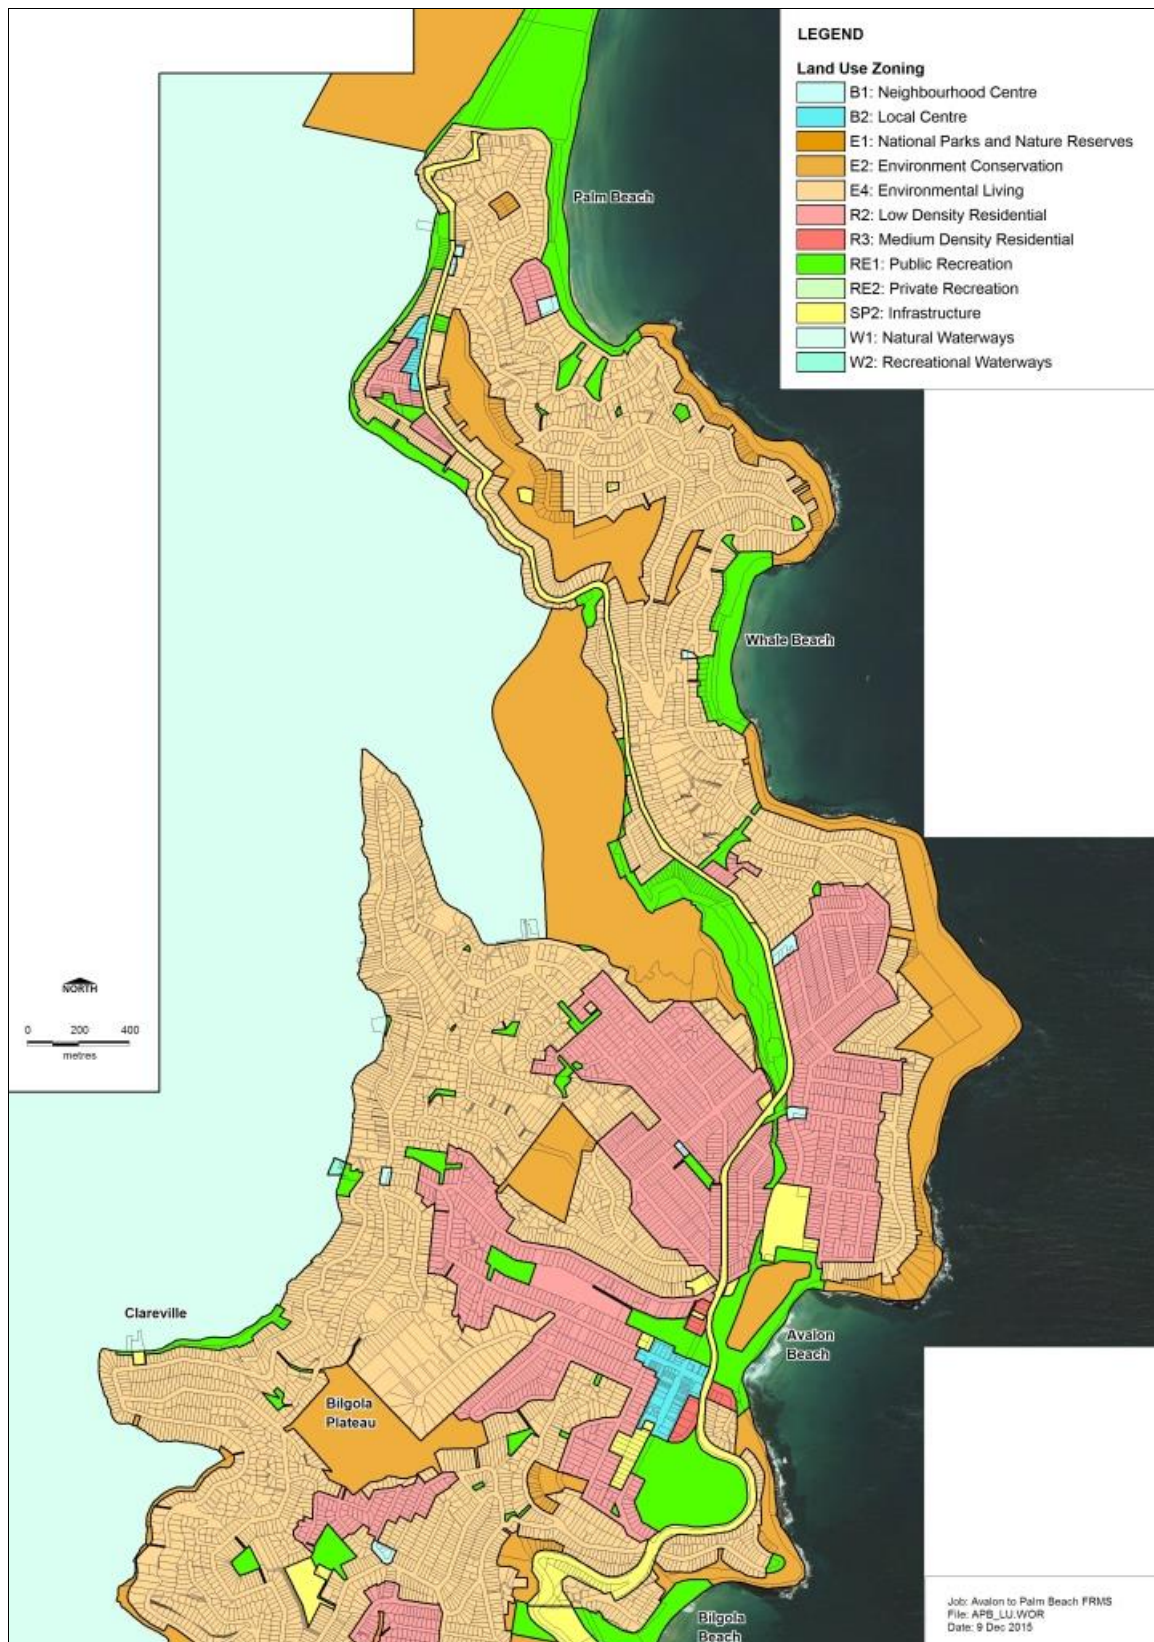 LEGEND
Land Use Zoning
B1: Neighbourhood Centre
B2: Local Centre
E1: National Parks and Nature Reserves
E2: Environment Conservation
E4: Environmental Living
R2: Low Density Residential
R3: Medium Density Residential
RE1: Public Recreation
RE2: Private Recreation
SP2: Infrastructure
W1: Natural Waterways
W2: Recreational Waterways
Palm Beach
Whale Beach
NORTH
0 200 400
metres
Clareville
Avalon
Beach
Bilgola
Plateau
Bilgola
Beach
Job: Avalon to Palm Beach FRMS
File: APB_LU.WOR
Date: 9 Dec 2015